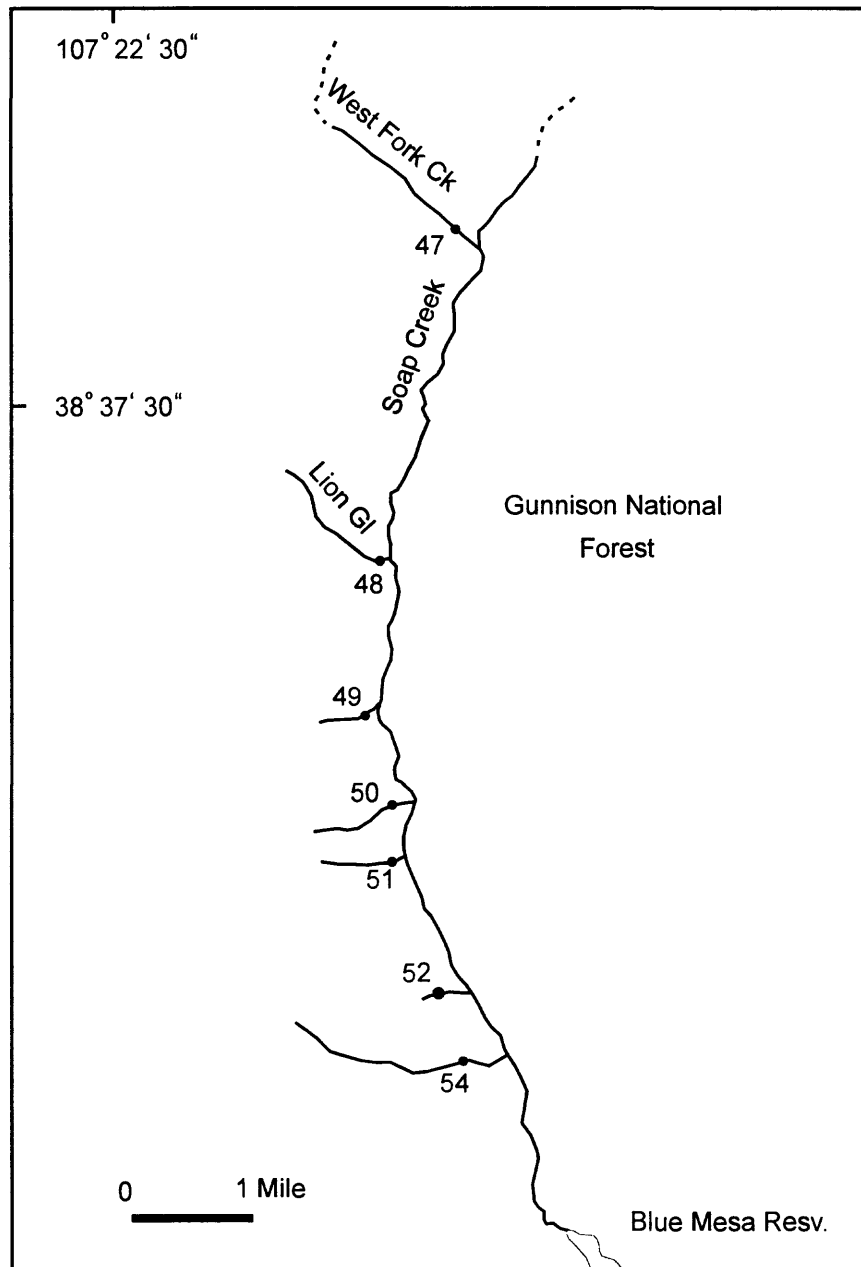 107° 22' 30"
West Fork Ck
47
Soap Creek
38° 37' 30"
Lion Gl
Gunnison National
Forest
48
49
50
51
52
54
0 1 Mile
Blue Mesa Resv.